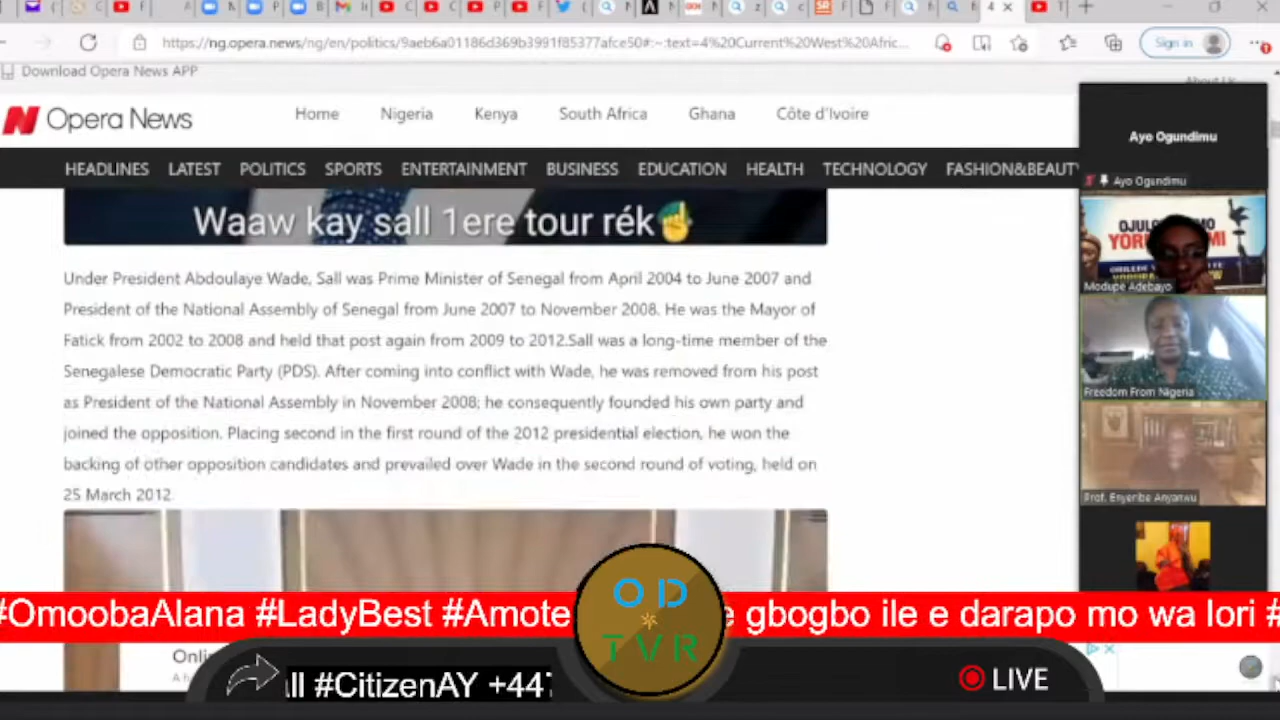 https://ng.opera.news/ng/en/politics/9aeb6a01186d369b3991f85377afce50#:~:text=4%20Current%20West%20Afric...
Sign in
Download Opera News APP
About Us
Opera News
Home
Nigeria
Kenya
South Africa
Ghana
Côte d'Ivoire
HEADLINES
LATEST
POLITICS
SPORTS
ENTERTAINMENT
BUSINESS
EDUCATION
HEALTH
TECHNOLOGY
FASHION&BEAUTY
Waaw kay sall 1ere tour rék
Under President Abdoulaye Wade, Sall was Prime Minister of Senegal from April 2004 to June 2007 and
President of the National Assembly of Senegal from June 2007 to November 2008. He was the Mayor of
Fatick from 2002 to 2008 and held that post again from 2009 to 2012.Sall was a long-time member of the
Senegalese Democratic Party (PDS). After coming into conflict with Wade, he was removed from his post
as President of the National Assembly in November 2008; he consequently founded his own party and
joined the opposition. Placing second in the first round of the 2012 presidential election, he won the
backing of other opposition candidates and prevailed over Wade in the second round of voting, held on
25 March 2012
Ayo Ogundimu
Ayo Ogundimu
Modupe Adebayo
Freedom From Nigeria
Prof. Enyeribe Anyanwu
#OmoobaAlana #LadyBest #Amote
e gbogbo ile e darapo mo wa lori #
OD
TVR
Onli
ll #CitizenAY +447
LIVE